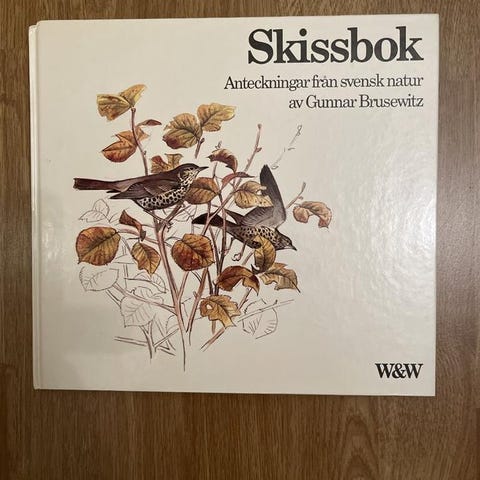 Skissbok
Anteckningar från svensk natur
av Gunnar Brusewitz
W&W